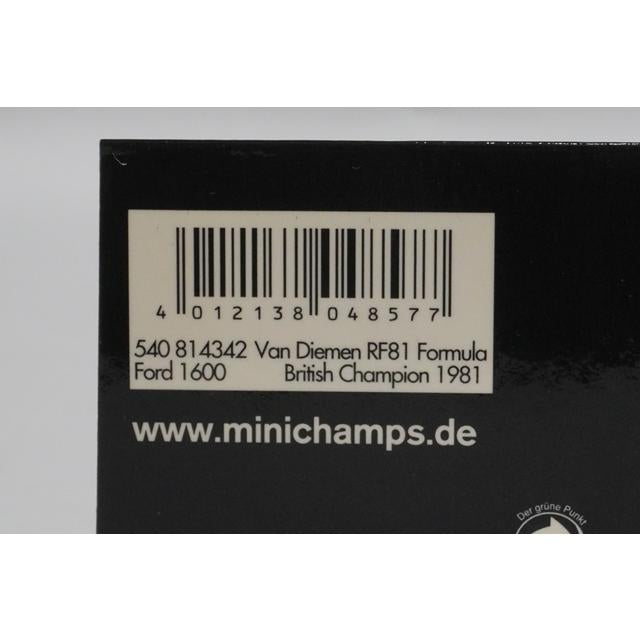 4 012138 048577
540 814342 Van Diemen RF81 Formula
Ford 1600 British Champion 1981
www.minichamps.de
Der grüne Punkt